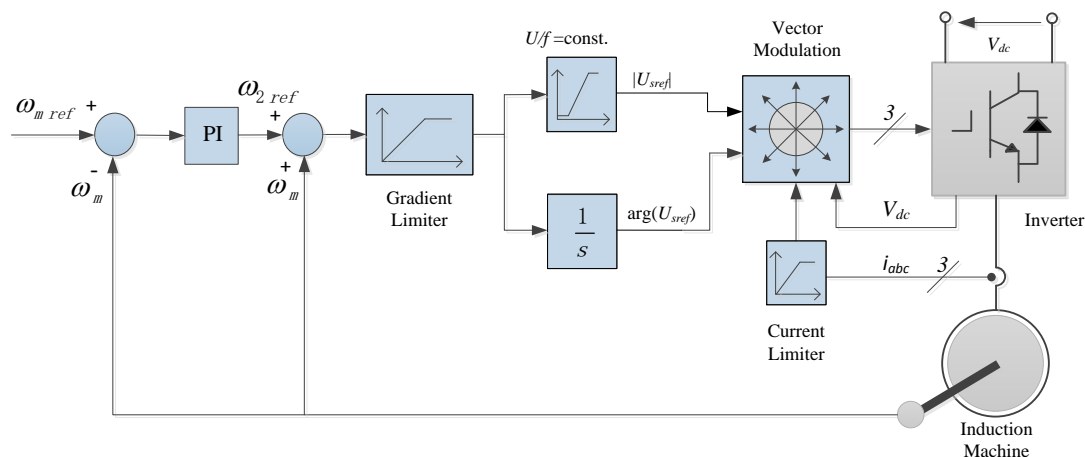 U/f =const.
Vector
Modulation
V_dc
|U_sref|
ω_m ref
+
-
ω_m
PI
ω_2 ref
+
+
ω_m
Gradient
Limiter
1/s
arg(U_sref)
3
V_dc
Inverter
i_abc
3
Current
Limiter
Induction
Machine